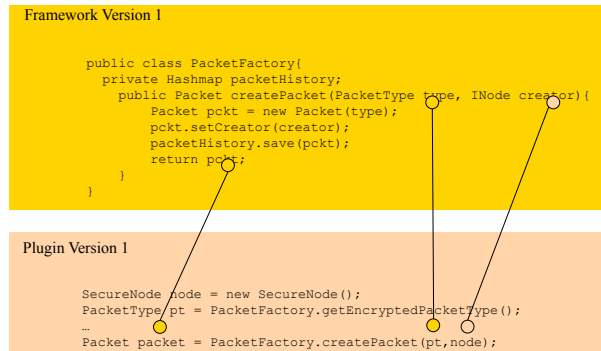 Framework Version 1
public class PacketFactory{
private Hashmap packetHistory;
public Packet createPacket(PacketType type, INode creator){
Packet pckt = new Packet(type);
pckt.setCreator(creator);
packetHistory.save(pckt);
return pckt;
}
}
Plugin Version 1
SecureNode node = new SecureNode();
PacketType pt = PacketFactory.getEncryptedPacketType();
…
Packet packet = PacketFactory.createPacket(pt,node);